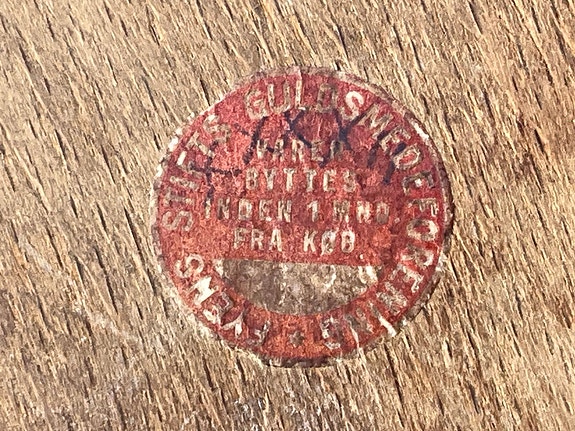 FYENS STIFTS GULDSMEDEFORENING
VAREN
BYTTES
INDEN 1 MND.
FRA KØB